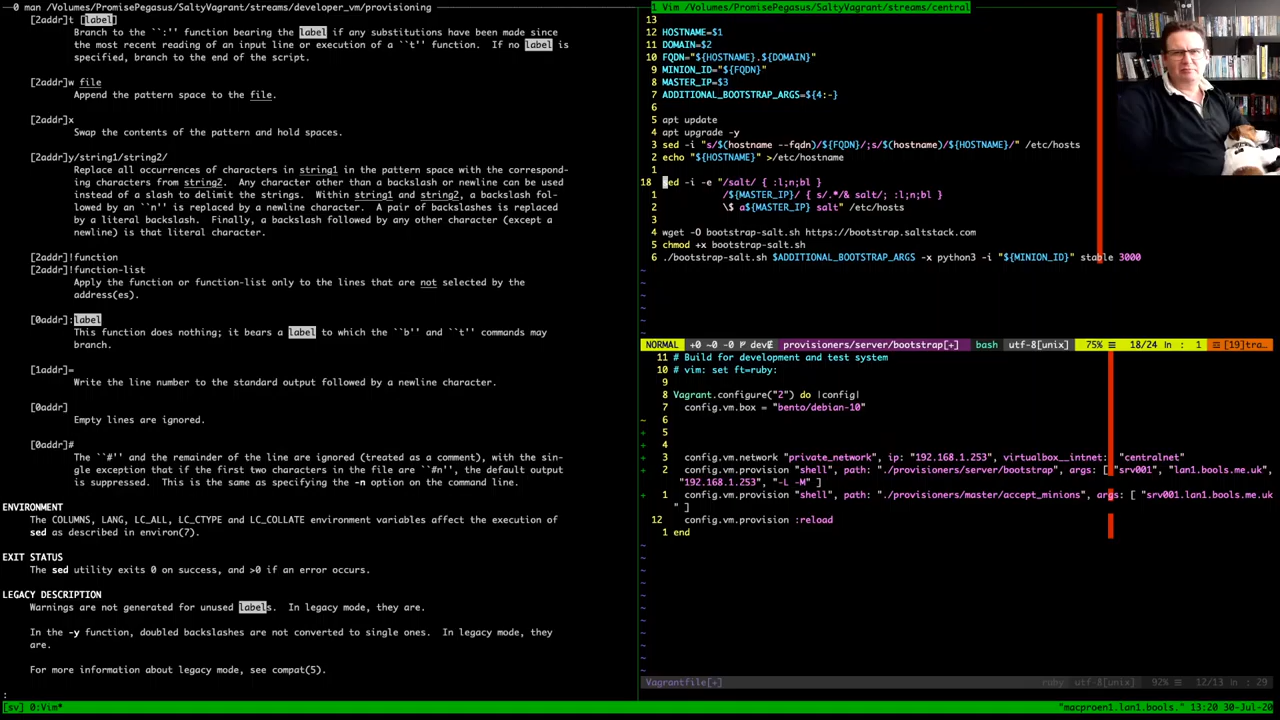 0 man /Volumes/PromisePegasus/SaltyVagrant/streams/developer_vm/provisioning
[2addr]t [label]
Branch to the ``:'' function bearing the label if any substitutions have been made since
the most recent reading of an input line or execution of a ``t'' function.  If no label is
specified, branch to the end of the script.
[2addr]w file
Append the pattern space to the file.
[2addr]x
Swap the contents of the pattern and hold spaces.
[2addr]y/string1/string2/
Replace all occurrences of characters in string1 in the pattern space with the correspond-
ing characters from string2.  Any character other than a backslash or newline can be used
instead of a slash to delimit the strings.  Within string1 and string2, a backslash fol-
lowed by an ``n'' is replaced by a newline character.  A pair of backslashes is replaced
by a literal backslash.  Finally, a backslash followed by any other character (except a
newline) is that literal character.
[2addr]!function
[2addr]!function-list
Apply the function or function-list only to the lines that are not selected by the
address(es).
[0addr]:label
This function does nothing; it bears a label to which the ``b'' and ``t'' commands may
branch.
[1addr]=
Write the line number to the standard output followed by a newline character.
[0addr]
Empty lines are ignored.
[0addr]#
The ``#'' and the remainder of the line are ignored (treated as a comment), with the sin-
gle exception that if the first two characters in the file are ``#n'', the default output
is suppressed.  This is the same as specifying the -n option on the command line.
ENVIRONMENT
The COLUMNS, LANG, LC_ALL, LC_CTYPE and LC_COLLATE environment variables affect the execution of
sed as described in environ(7).
EXIT STATUS
The sed utility exits 0 on success, and >0 if an error occurs.
LEGACY DESCRIPTION
Warnings are not generated for unused labels.  In legacy mode, they are.
In the -y function, doubled backslashes are not converted to single ones.  In legacy mode, they
are.
For more information about legacy mode, see compat(5).
:
1 Vim /Volumes/PromisePegasus/SaltyVagrant/streams/central
13
12 HOSTNAME=$1
11 DOMAIN=$2
10 FQDN="${HOSTNAME}.${DOMAIN}"
9 MINION_ID="${FQDN}"
8 MASTER_IP=$3
7 ADDITIONAL_BOOTSTRAP_ARGS=${4:-}
6
5 apt update
4 apt upgrade -y
3 sed -i "s/$(hostname --fqdn)/${FQDN}/;s/$(hostname)/${HOSTNAME}/" /etc/hosts
2 echo "${HOSTNAME}" >/etc/hostname
1
18 sed -i -e "/salt/ { :l;n;bl }
1 /${MASTER_IP}/ { s/.*/& salt/; :l;n;bl }
2 \$ a${MASTER_IP} salt" /etc/hosts
3
4 wget -O bootstrap-salt.sh https://bootstrap.saltstack.com
5 chmod +x bootstrap-salt.sh
6 ./bootstrap-salt.sh $ADDITIONAL_BOOTSTRAP_ARGS -x python3 -i "${MINION_ID}" stable 3000
~
~
~
~
~
~
NORMAL +0 ~0 -0 dev provisioners/server/bootstrap[+] bash utf-8[unix] 75% 18/24 ln : 1 [19]tra…
11 # Build for development and test system
10 # vim: set ft=ruby:
9
8 Vagrant.configure("2") do |config|
7 config.vm.box = "bento/debian-10"
~ 6
+ 5
+ 4
+ 3 config.vm.network "private_network", ip: "192.168.1.253", virtualbox__intnet: "centralnet"
+ 2 config.vm.provision "shell", path: "./provisioners/server/bootstrap", args: [ "srv001", "lan1.bools.me.uk",
"192.168.1.253", "-L -M" ]
+ 1 config.vm.provision "shell", path: "./provisioners/master/accept_minions", args: [ "srv001.lan1.bools.me.uk
" ]
12 config.vm.provision :reload
1 end
~
~
~
~
~
~
~
~
~
~
~
Vagrantfile[+] ruby utf-8[unix] 92% 12/13 ln : 29
[sv] 0:Vim* "macproen1.lan1.bools." 13:20 30-Jul-20